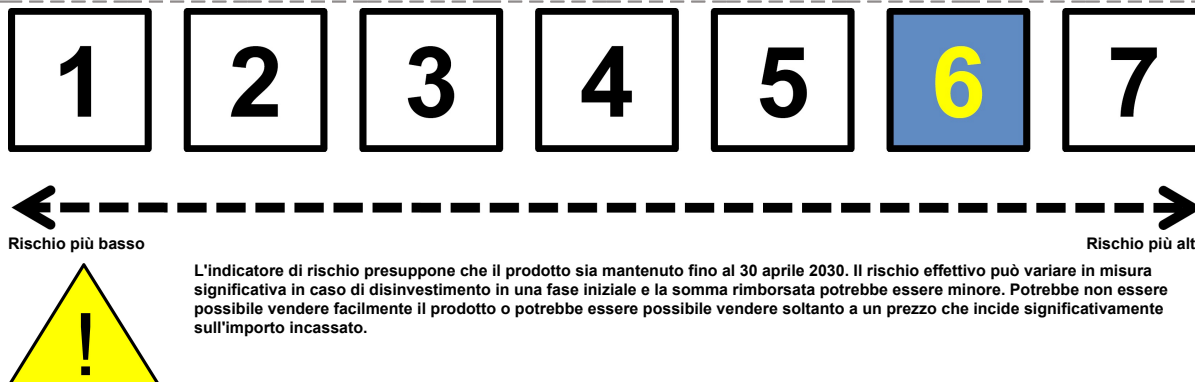 1 2 3 4 5 6 7
Rischio più basso Rischio più alt
L'indicatore di rischio presuppone che il prodotto sia mantenuto fino al 30 aprile 2030. Il rischio effettivo può variare in misura
significativa in caso di disinvestimento in una fase iniziale e la somma rimborsata potrebbe essere minore. Potrebbe non essere
possibile vendere facilmente il prodotto o potrebbe essere possibile vendere soltanto a un prezzo che incide significativamente
sull'importo incassato.
!